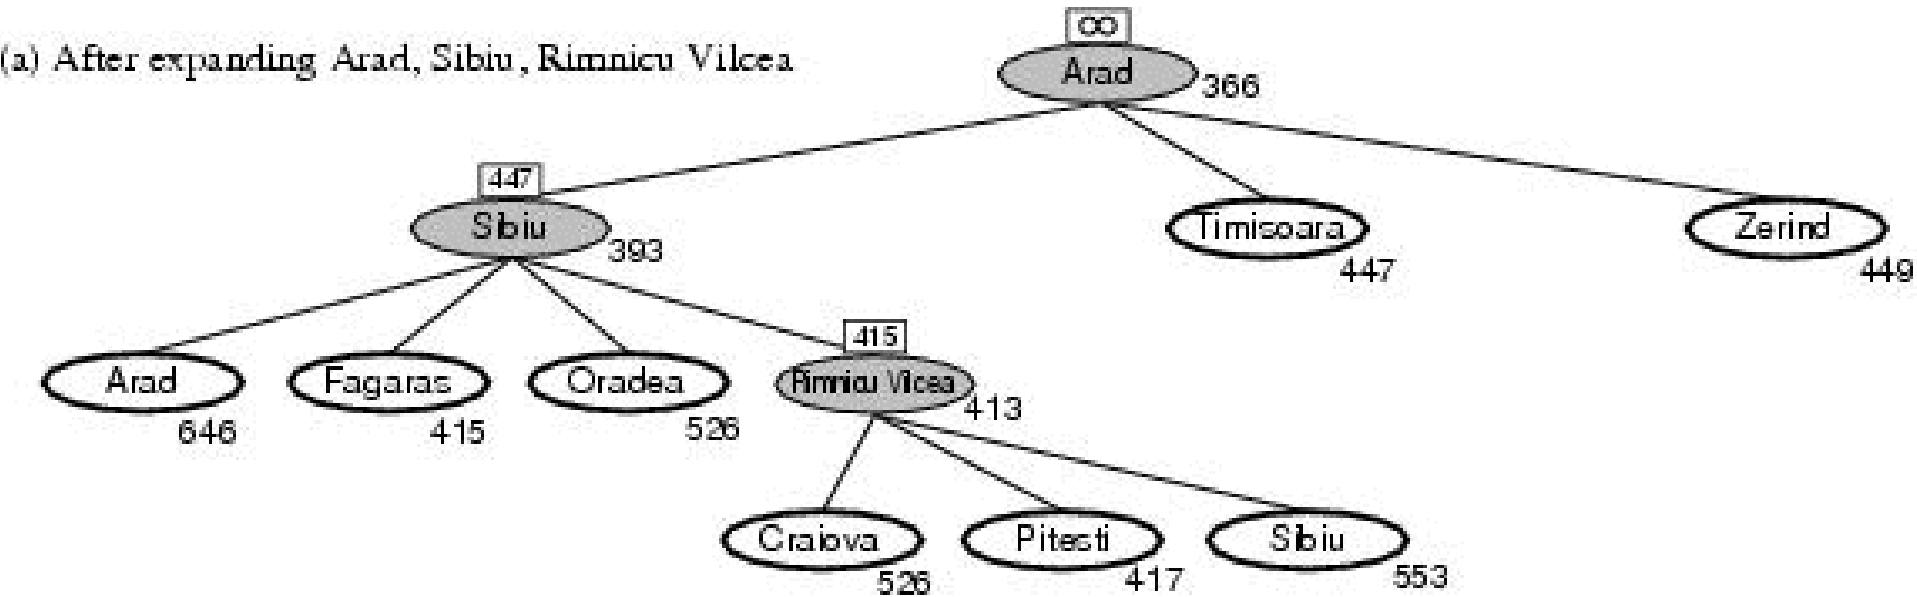 ∞
(a) After expanding Arad, Sibiu, Rimnicu Vilcea
Arad
366
447
Sibiu
393
Timisoara
447
Zerind
449
415
Arad
646
Fagaras
415
Oradea
526
Rimnicu Vilcea
413
Craiova
526
Pitesti
417
Sibiu
553